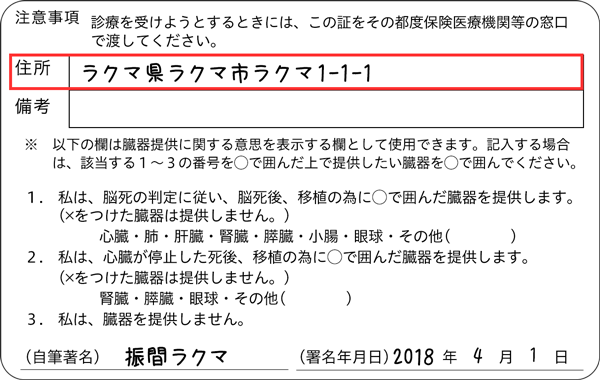 注意事項 診療を受けようとするときには、この証をその都度保険医療機関等の窓口
で渡してください。
住所 ラクマ県ラクマ市ラクマ1-1-1
備考
※ 以下の欄は臓器提供に関する意思を表示する欄として使用できます。記入する場合
は、該当する1～3の番号を◯で囲んだ上で提供したい臓器を◯で囲んでください。
1. 私は、脳死の判定に従い、脳死後、移植の為に◯で囲んだ臓器を提供します。
(×をつけた臓器は提供しません。)
心臓・肺・肝臓・腎臓・膵臓・小腸・眼球・その他( )
2. 私は、心臓が停止した死後、移植の為に◯で囲んだ臓器を提供します。
(×をつけた臓器は提供しません。)
腎臓・膵臓・眼球・その他( )
3. 私は、臓器を提供しません。
(自筆署名) 振間ラクマ (署名年月日) 2018 年 4 月 1 日